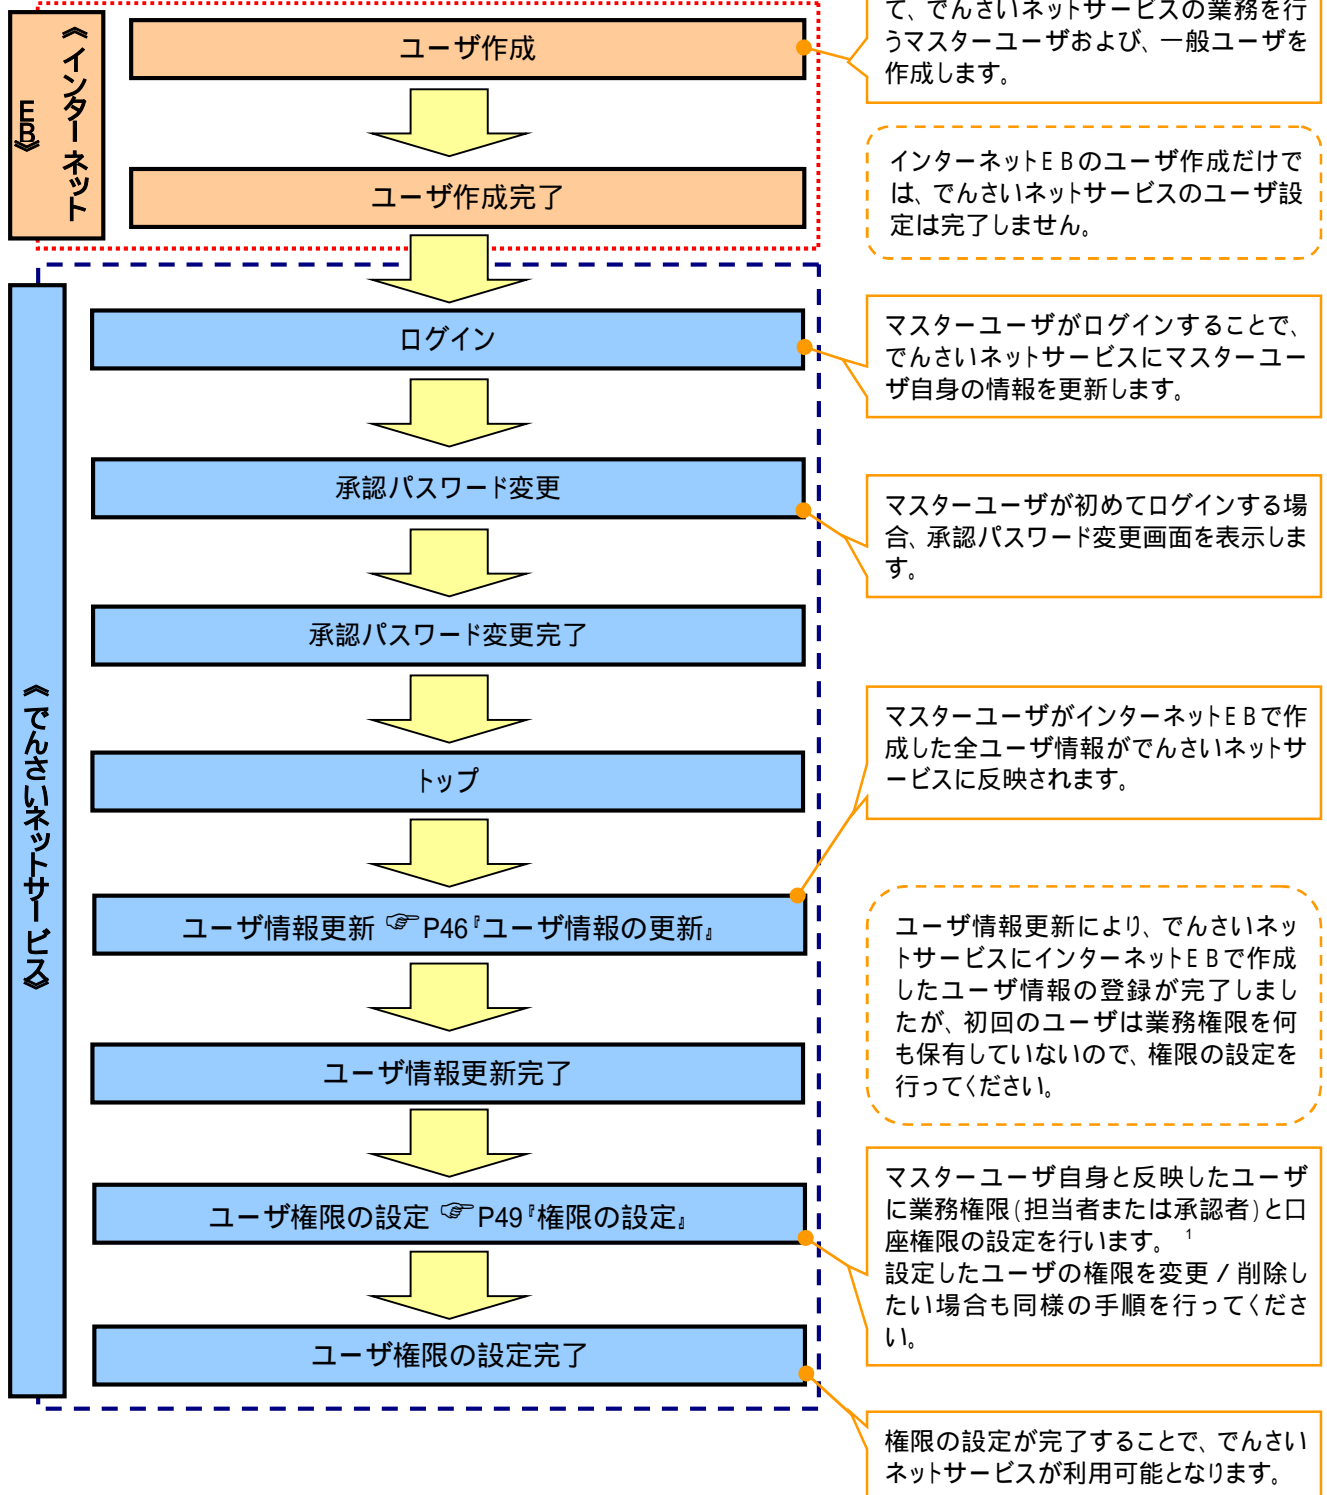 《インターネット
EB》
ユーザ作成
ユーザ作成完了
て、でんさいネットサービスの業務を行
うマスターユーザおよび、一般ユーザを
作成します。
インターネットEBのユーザ作成だけで
は、でんさいネットサービスのユーザ設
定は完了しません。
《でんさいネットサービス》
ログイン
マスターユーザがログインすることで、
でんさいネットサービスにマスターユー
ザ自身の情報を更新します。
承認パスワード変更
マスターユーザが初めてログインする場
合、承認パスワード変更画面を表示しま
す。
承認パスワード変更完了
トップ
マスターユーザがインターネットEBで作
成した全ユーザ情報がでんさいネットサ
ービスに反映されます。
ユーザ情報更新 ☞P46『ユーザ情報の更新』
ユーザ情報更新により、でんさいネッ
トサービスにインターネットEBで作成
したユーザ情報の登録が完了しまし
たが、初回のユーザは業務権限を何
も保有していないので、権限の設定を
行ってください。
ユーザ情報更新完了
ユーザ権限の設定 ☞P49『権限の設定』
マスターユーザ自身と反映したユーザ
に業務権限(担当者または承認者)と口
座権限の設定を行います。 1
設定したユーザの権限を変更/削除し
たい場合も同様の手順を行ってくださ
い。
ユーザ権限の設定完了
権限の設定が完了することで、でんさい
ネットサービスが利用可能となります。